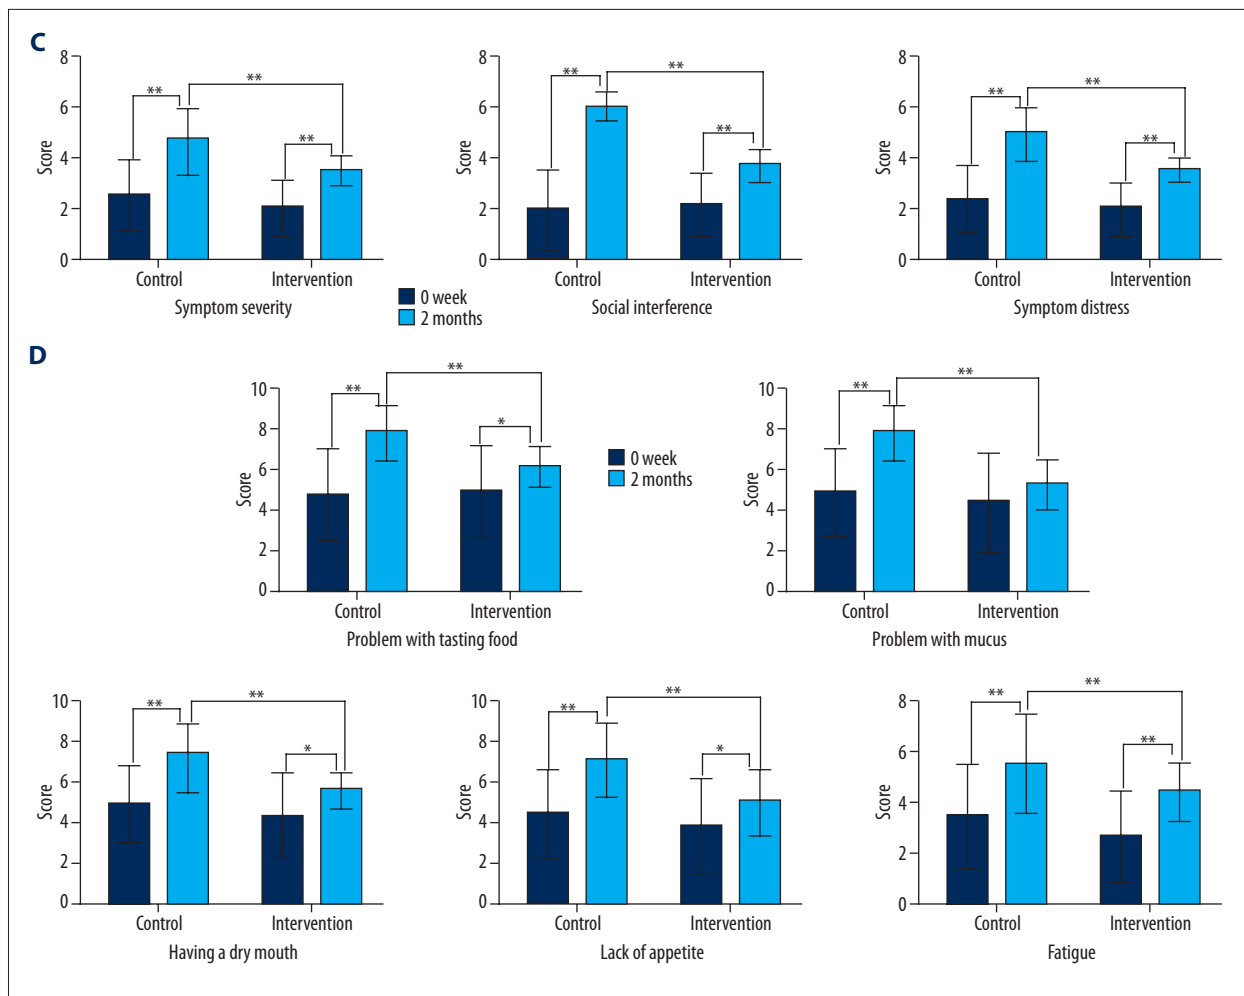 C
8
6
4
2
0
Score
**
**
**
Control Intervention
Symptom severity
8
6
4
2
0
Score
**
**
**
Control Intervention
Social interference
8
6
4
2
0
Score
**
**
**
Control Intervention
Symptom distress
0 week
2 months
D
10
8
6
4
2
0
Score
**
**
*
Control Intervention
Problem with tasting food
0 week
2 months
10
8
6
4
2
0
Score
**
**
Control Intervention
Problem with mucus
10
8
6
4
2
0
Score
**
**
*
Control Intervention
Having a dry mouth
10
8
6
4
2
0
Score
**
**
*
Control Intervention
Lack of appetite
8
6
4
2
0
Score
**
**
**
Control Intervention
Fatigue